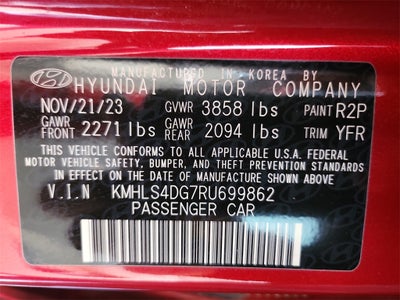 MANUFACTURED IN KOREA BY
HYUNDAI MOTOR COMPANY
NOV/21/23 GVWR 3858 lbs PAINT R2P
GAWR FRONT 2271 lbs GAWR REAR 2094 lbs TRIM YFR
THIS VEHICLE CONFORMS TO ALL APPLICABLE U.S.A. FEDERAL
MOTOR VEHICLE SAFETY, BUMPER, AND THEFT PREVENTION STANDARDS
IN EFFECT ON THE DATE OF MANUFACTURE SHOWN ABOVE.
V.I.N KMHLS4DG7RU699862
PASSENGER CAR